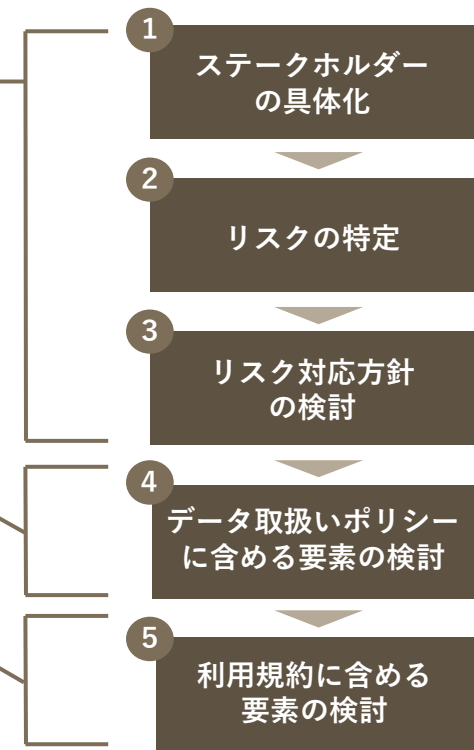 1
ステークホルダー
の具体化
2
リスクの特定
3
リスク対応方針
の検討
4
データ取扱いポリシー
に含める要素の検討
5
利用規約に含める
要素の検討